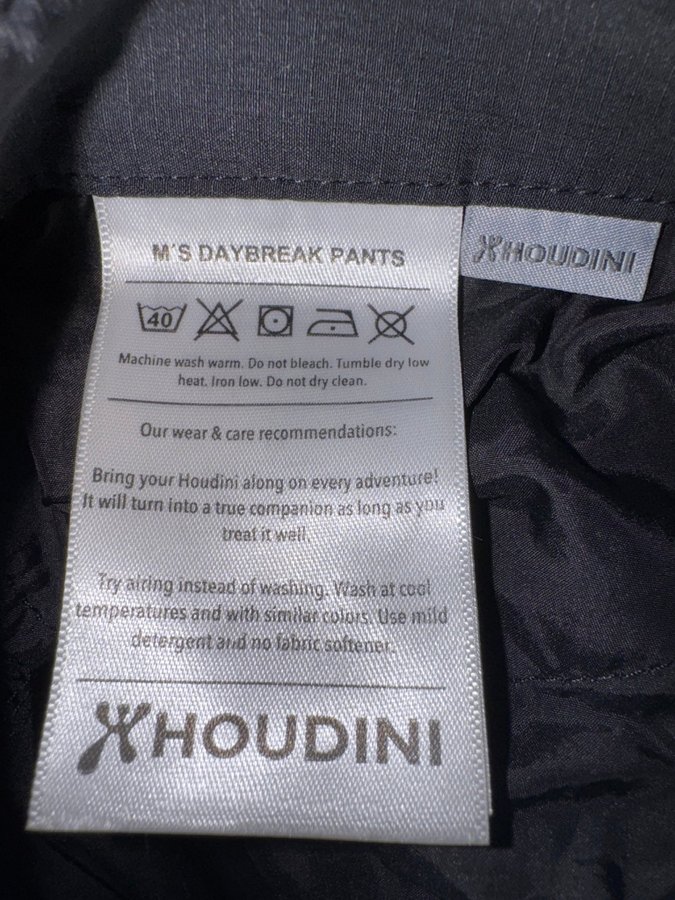 M´S DAYBREAK PANTS
HOUDINI
40
Machine wash warm. Do not bleach. Tumble dry low
heat. Iron low. Do not dry clean.
Our wear & care recommendations:
Bring your Houdini along on every adventure!
It will turn into a true companion as long as you
treat it well.
Try airing instead of washing. Wash at cool
temperatures and with similar colors. Use mild
detergent and no fabric softener.
HOUDINI